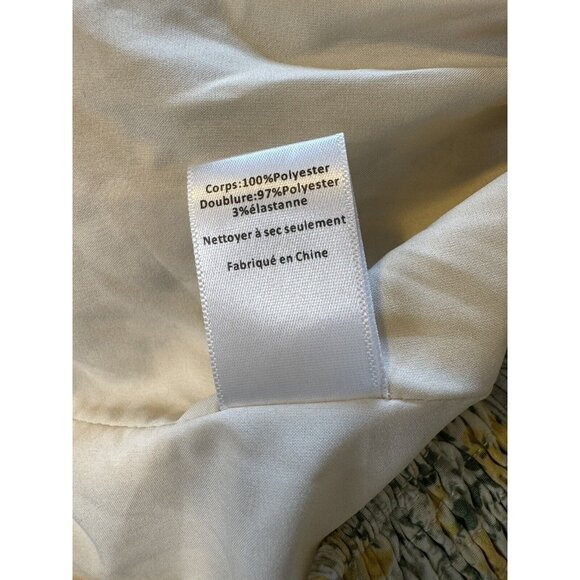 Corps:100%Polyester
Doublure:97%Polyester
3%élastanne
Nettoyer à sec seulement
Fabriqué en Chine